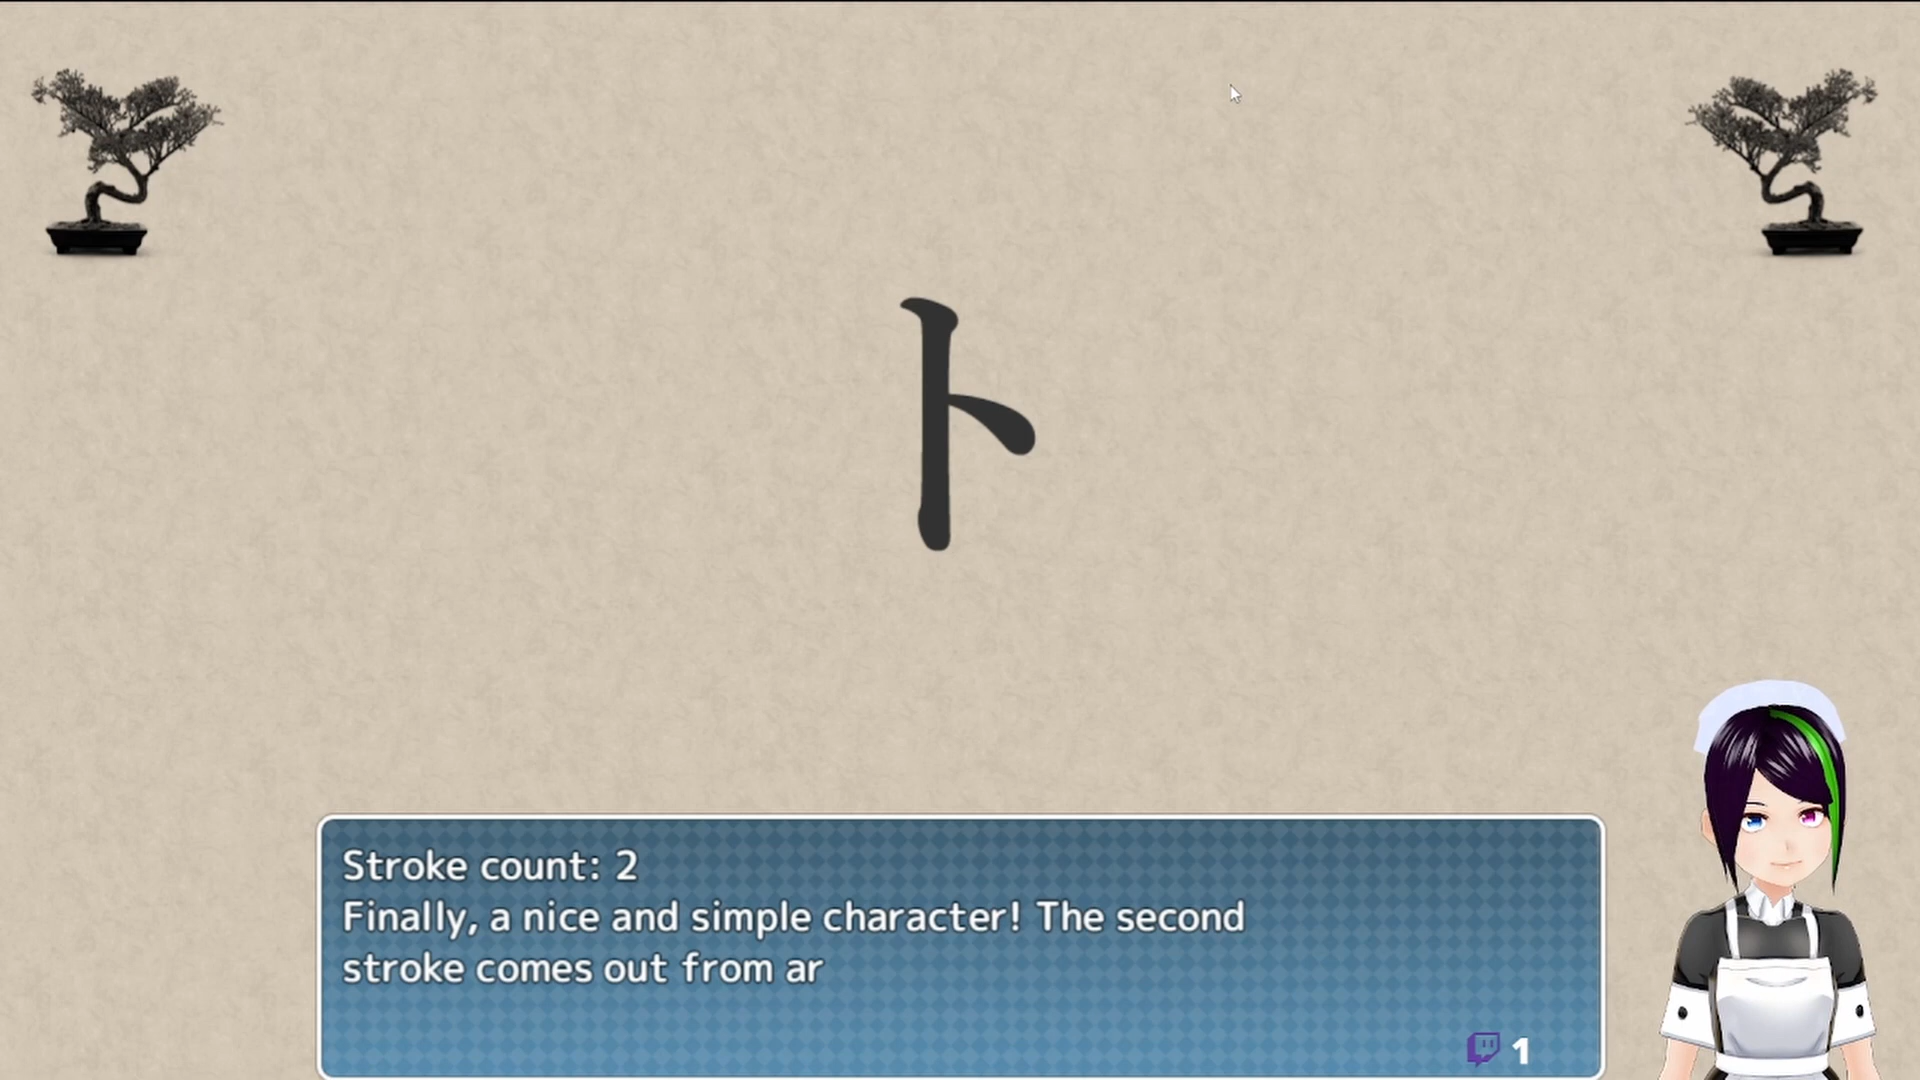 ト
Stroke count: 2
Finally, a nice and simple character! The second
stroke comes out from ar
1